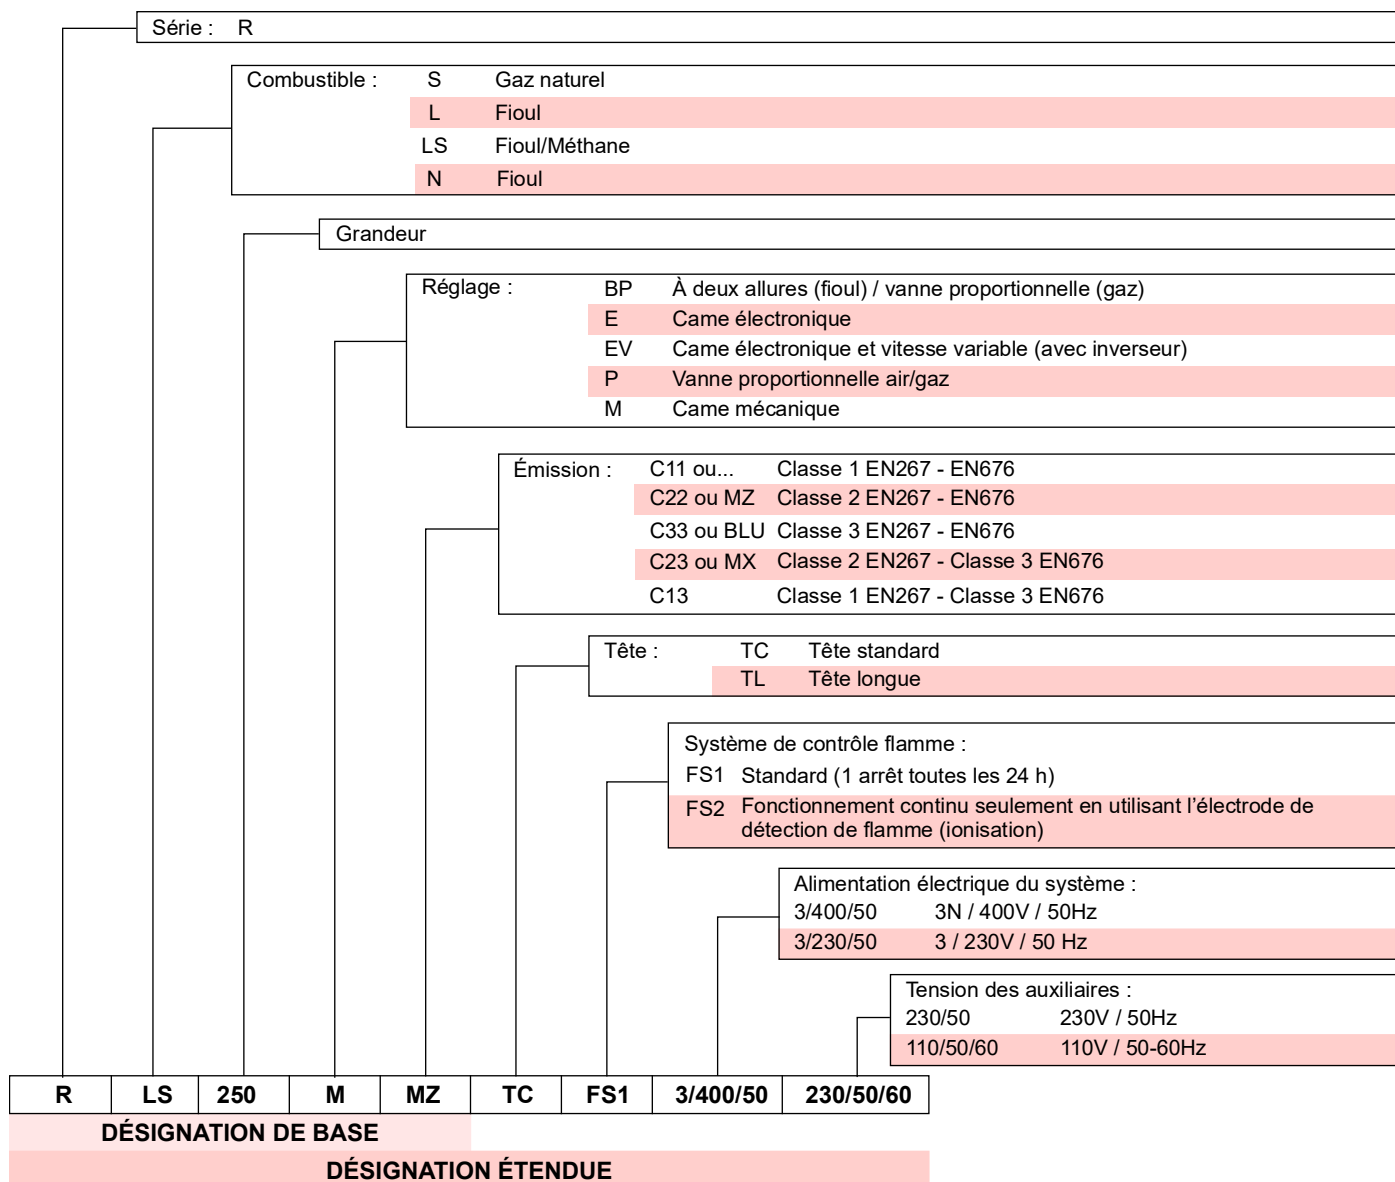 Série : R
Combustible : S Gaz naturel
L Fioul
LS Fioul/Méthane
N Fioul
Grandeur
Réglage : BP À deux allures (fioul) / vanne proportionnelle (gaz)
E Came électronique
EV Came électronique et vitesse variable (avec inverseur)
P Vanne proportionnelle air/gaz
M Came mécanique
Émission : C11 ou... Classe 1 EN267 - EN676
C22 ou MZ Classe 2 EN267 - EN676
C33 ou BLU Classe 3 EN267 - EN676
C23 ou MX Classe 2 EN267 - Classe 3 EN676
C13 Classe 1 EN267 - Classe 3 EN676
Tête : TC Tête standard
TL Tête longue
Système de contrôle flamme :
FS1 Standard (1 arrêt toutes les 24 h)
FS2 Fonctionnement continu seulement en utilisant l’électrode de
détection de flamme (ionisation)
Alimentation électrique du système :
3/400/50 3N / 400V / 50Hz
3/230/50 3 / 230V / 50 Hz
Tension des auxiliaires :
230/50 230V / 50Hz
110/50/60 110V / 50-60Hz
R LS 250 M MZ TC FS1 3/400/50 230/50/60
DÉSIGNATION DE BASE
DÉSIGNATION ÉTENDUE